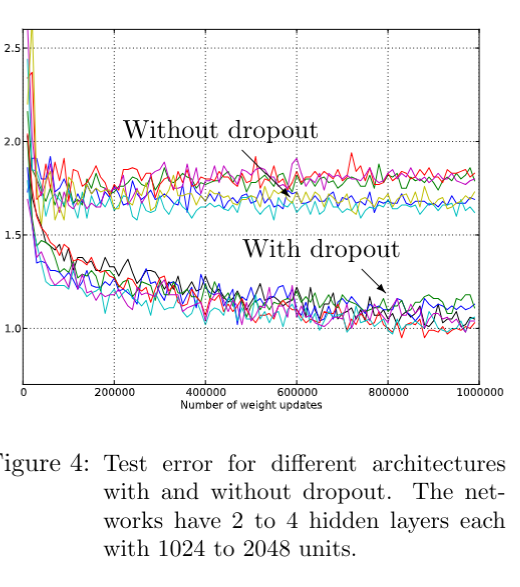 2.5
2.0
Without dropout
1.5
With dropout
1.0
0 200000 400000 600000 800000 1000000
Number of weight updates
igure 4: Test error for different architectures
with and without dropout. The net-
works have 2 to 4 hidden layers each
with 1024 to 2048 units.